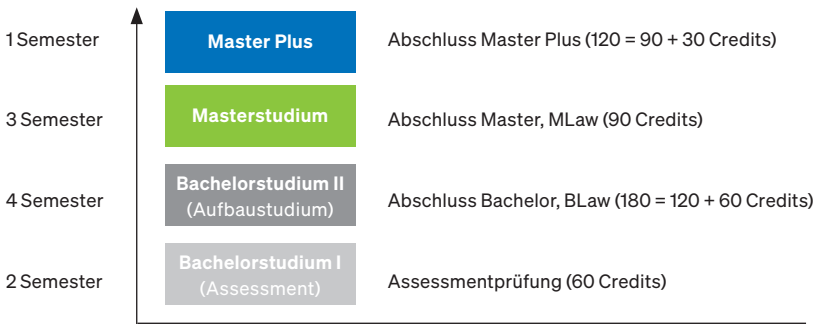 1 Semester
Master Plus
Abschluss Master Plus (120 = 90 + 30 Credits)
3 Semester
Masterstudium
Abschluss Master, MLaw (90 Credits)
4 Semester
Bachelorstudium II
(Aufbaustudium)
Abschluss Bachelor, BLaw (180 = 120 + 60 Credits)
2 Semester
Bachelorstudium I
(Assessment)
Assessmentprüfung (60 Credits)